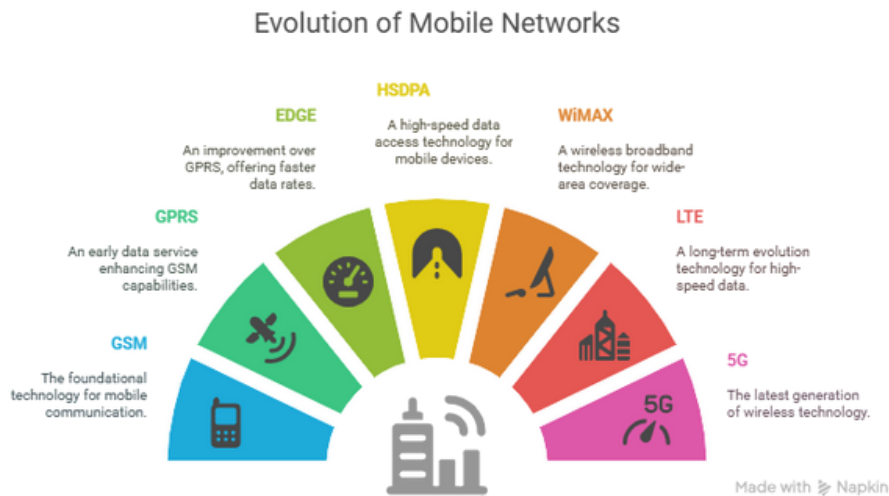 Evolution of Mobile Networks
HSDPA
A high-speed data
access technology for
mobile devices.
EDGE
An improvement over
GPRS, offering faster
data rates.
WiMAX
A wireless broadband
technology for wide-
area coverage.
GPRS
An early data service
enhancing GSM
capabilities.
LTE
A long-term evolution
technology for high-
speed data.
GSM
The foundational
technology for mobile
communication.
5G
The latest generation
of wireless technology.
5G
Made with Napkin